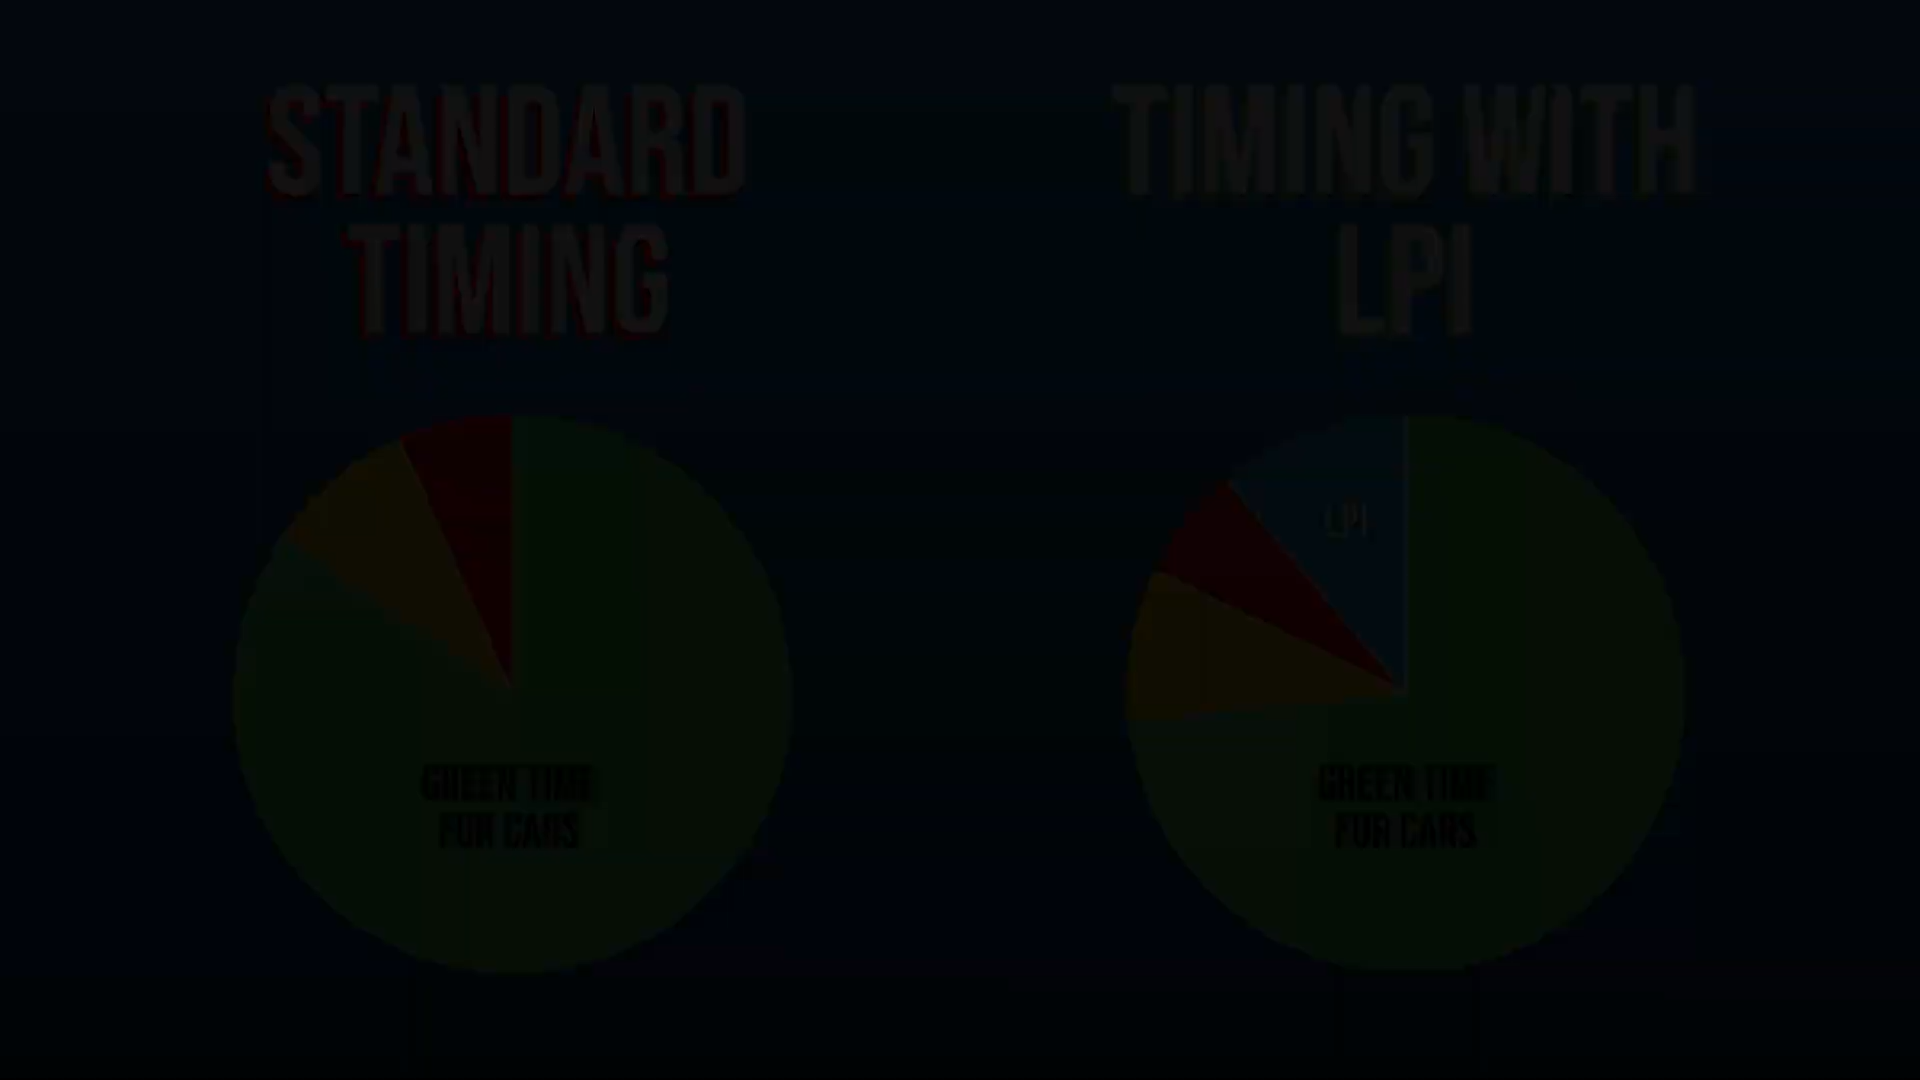 STANDARD
TIMING
GREEN TIME
FOR CARS
TIMING WITH
LPI
LPI
GREEN TIME
FOR CARS